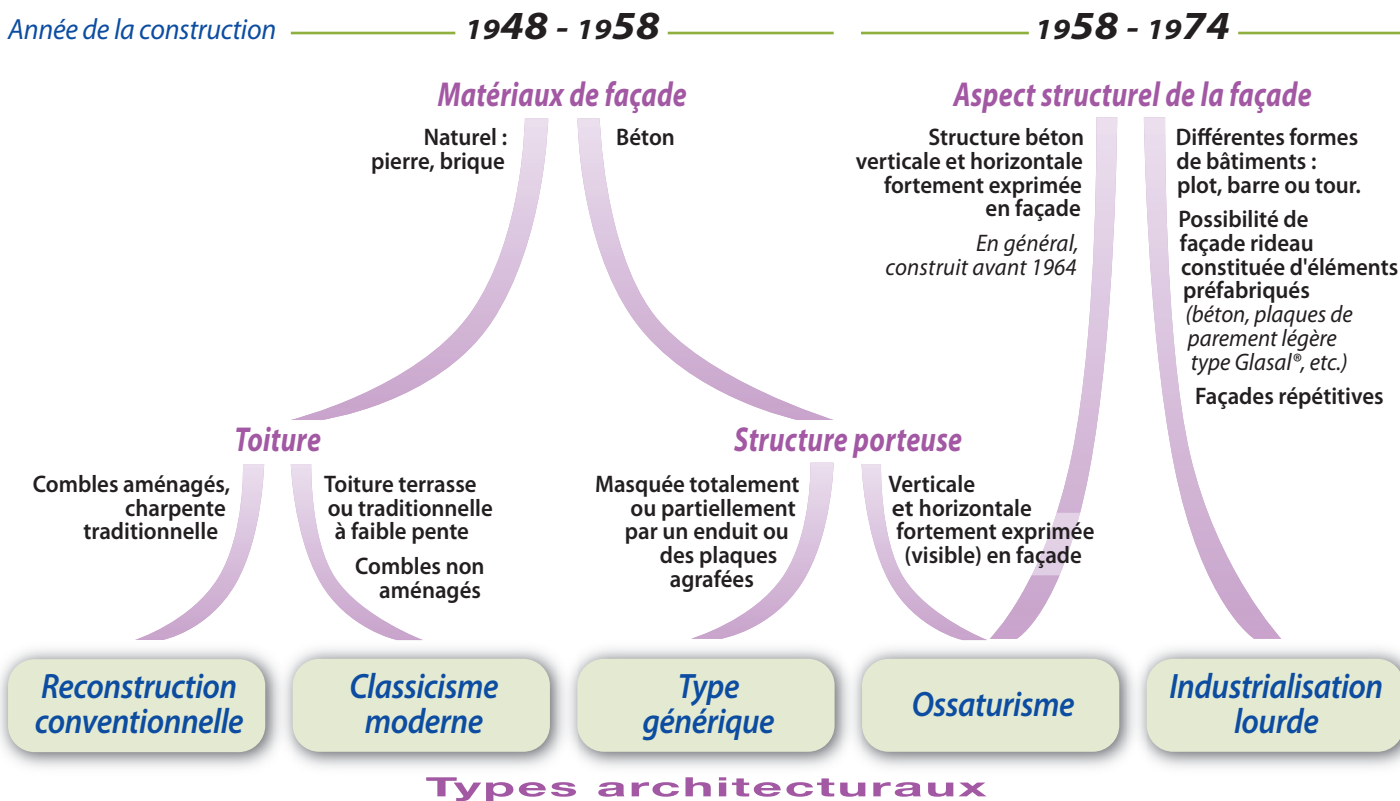 Année de la construction
1948 - 1958
1958 - 1974
Matériaux de façade
Naturel :
pierre, brique
Béton
Aspect structurel de la façade
Structure béton
verticale et horizontale
fortement exprimée
en façade
En général,
construit avant 1964
Différentes formes
de bâtiments :
plot, barre ou tour.
Possibilité de
façade rideau
constituée d'éléments
préfabriqués
(béton, plaques de
parement légère
type Glasal®, etc.)
Façades répétitives
Toiture
Combles aménagés,
charpente
traditionnelle
Toiture terrasse
ou traditionnelle
à faible pente
Combles non
aménagés
Structure porteuse
Masquée totalement
ou partiellement
par un enduit ou
des plaques
agrafées
Verticale
et horizontale
fortement exprimée
(visible) en façade
Reconstruction
conventionnelle
Classicisme
moderne
Type
générique
Ossaturisme
Industrialisation
lourde
Types architecturaux